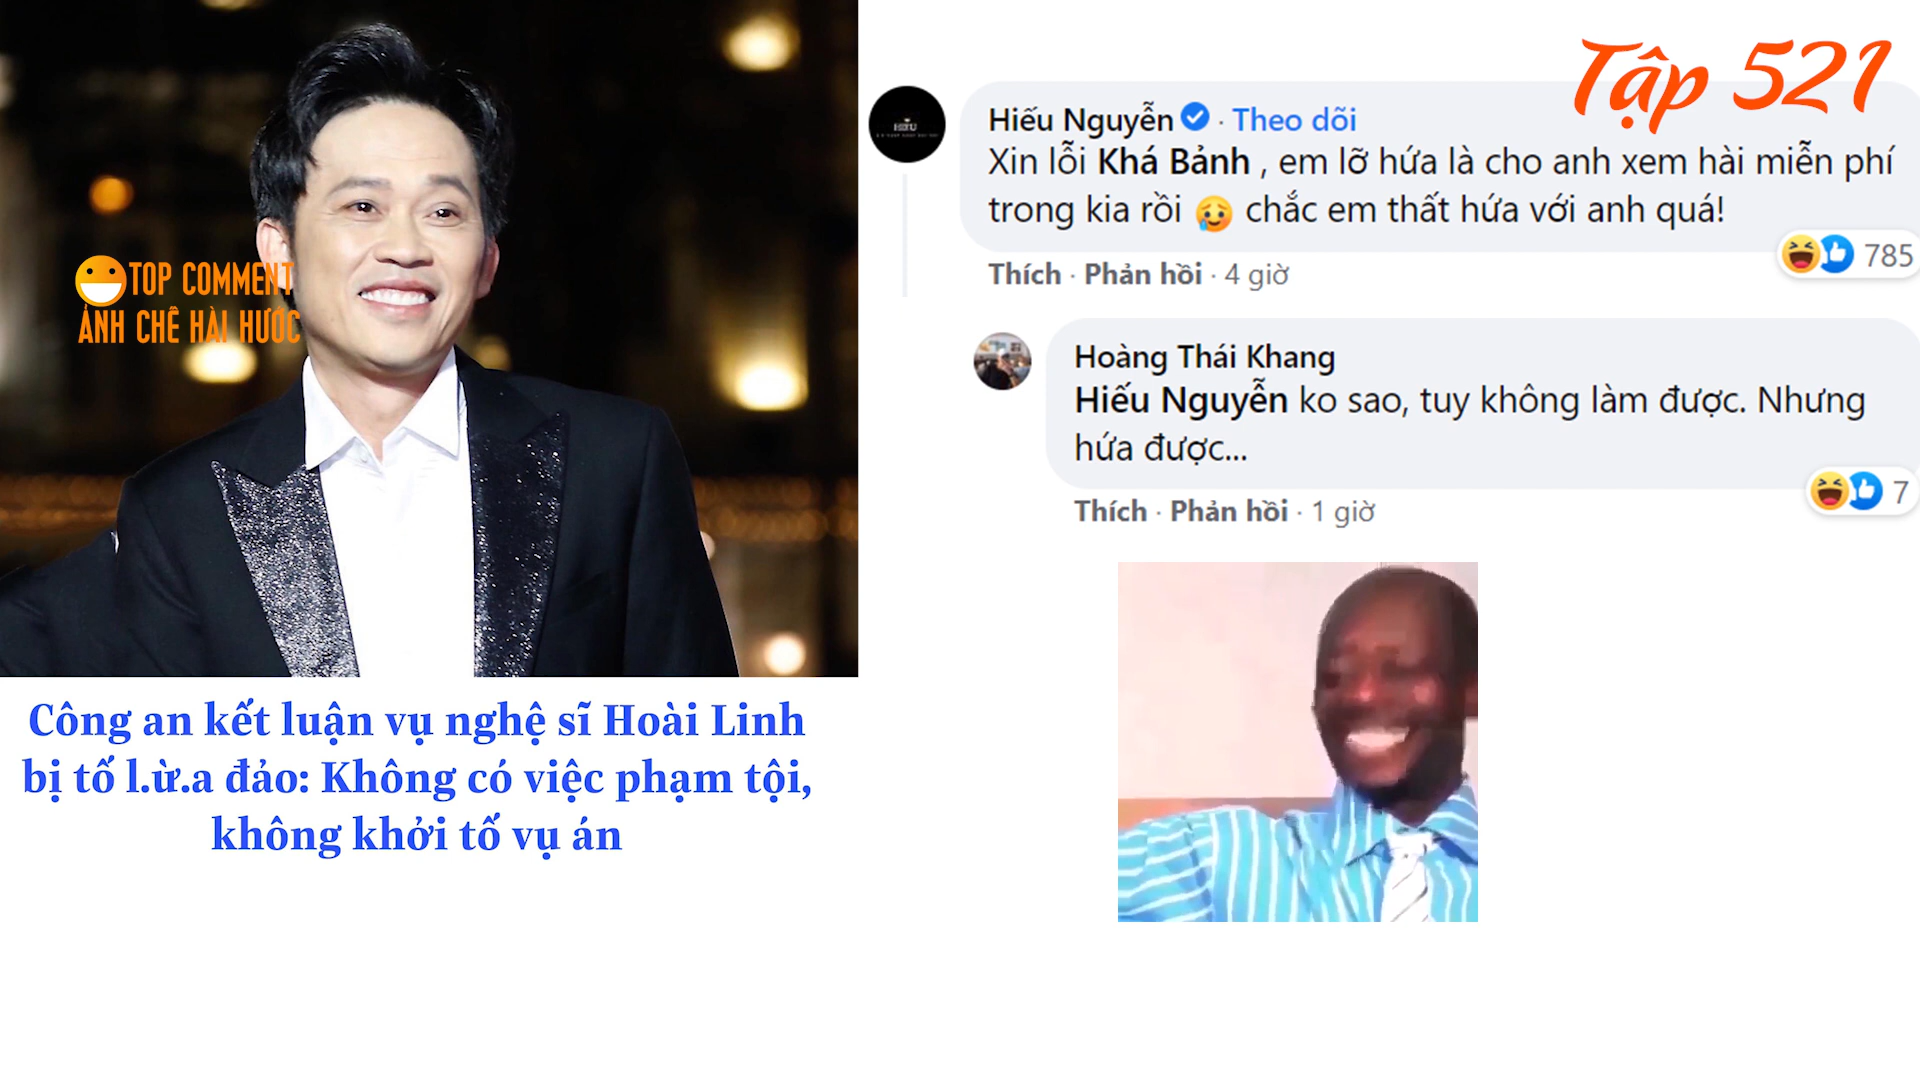 TOP COMMENT
ẢNH CHẾ HÀI HƯỚC
Công an kết luận vụ nghệ sĩ Hoài Linh
bị tố l.ừ.a đảo: Không có việc phạm tội,
không khởi tố vụ án
Tập 521
HIẾU
Hiếu Nguyễn · Theo dõi
Xin lỗi Khá Bảnh , em lỡ hứa là cho anh xem hài miễn phí
trong kia rồi 🥲 chắc em thất hứa với anh quá!
785
Thích · Phản hồi · 4 giờ
Hoàng Thái Khang
Hiếu Nguyễn ko sao, tuy không làm được. Nhưng
hứa được...
7
Thích · Phản hồi · 1 giờ